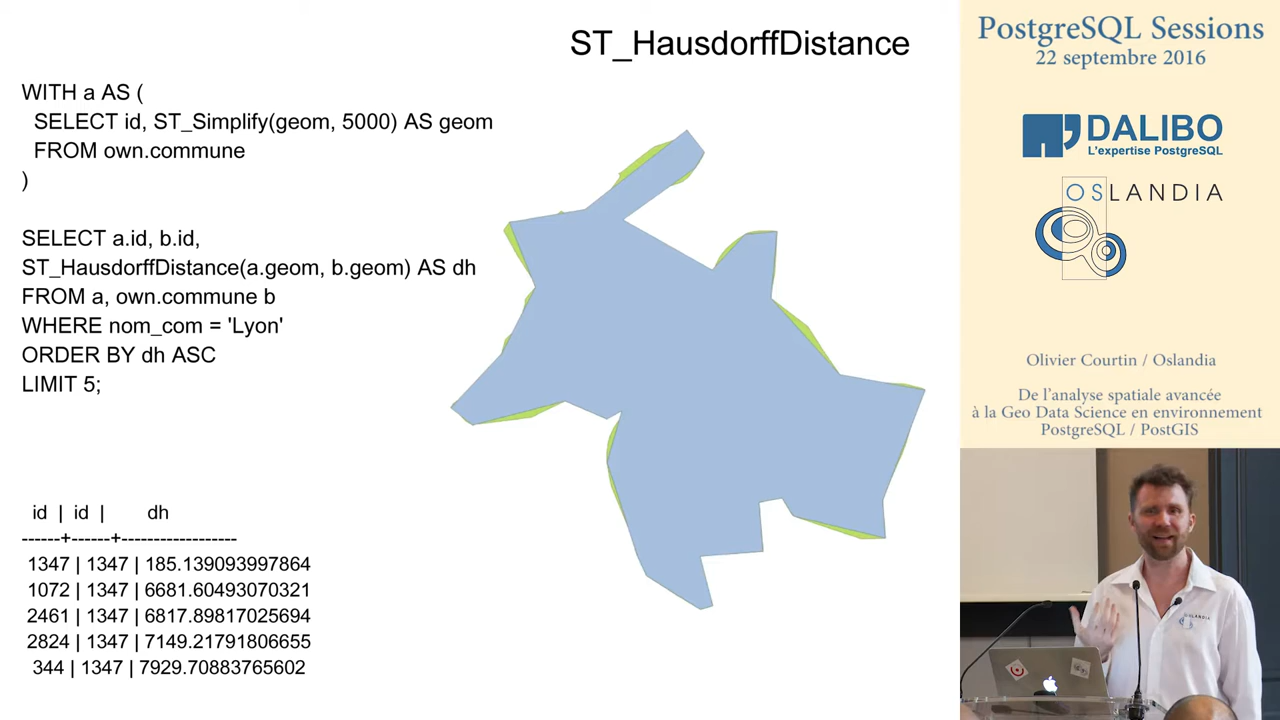 ST_HausdorffDistance
WITH a AS (
SELECT id, ST_Simplify(geom, 5000) AS geom
FROM own.commune
)
SELECT a.id, b.id,
ST_HausdorffDistance(a.geom, b.geom) AS dh
FROM a, own.commune b
WHERE nom_com = 'Lyon'
ORDER BY dh ASC
LIMIT 5;
id | id | dh
------+------+------------------
1347 | 1347 | 185.139093997864
1072 | 1347 | 6681.60493070321
2461 | 1347 | 6817.89817025694
2824 | 1347 | 7149.21791806655
344 | 1347 | 7929.70883765602
PostgreSQL Sessions
22 septembre 2016
DALIBO
L'expertise PostgreSQL
OSLANDIA
Olivier Courtin / Oslandia
De l'analyse spatiale avancée
à la Geo Data Science en environnement
PostgreSQL / PostGIS
OSLANDIA